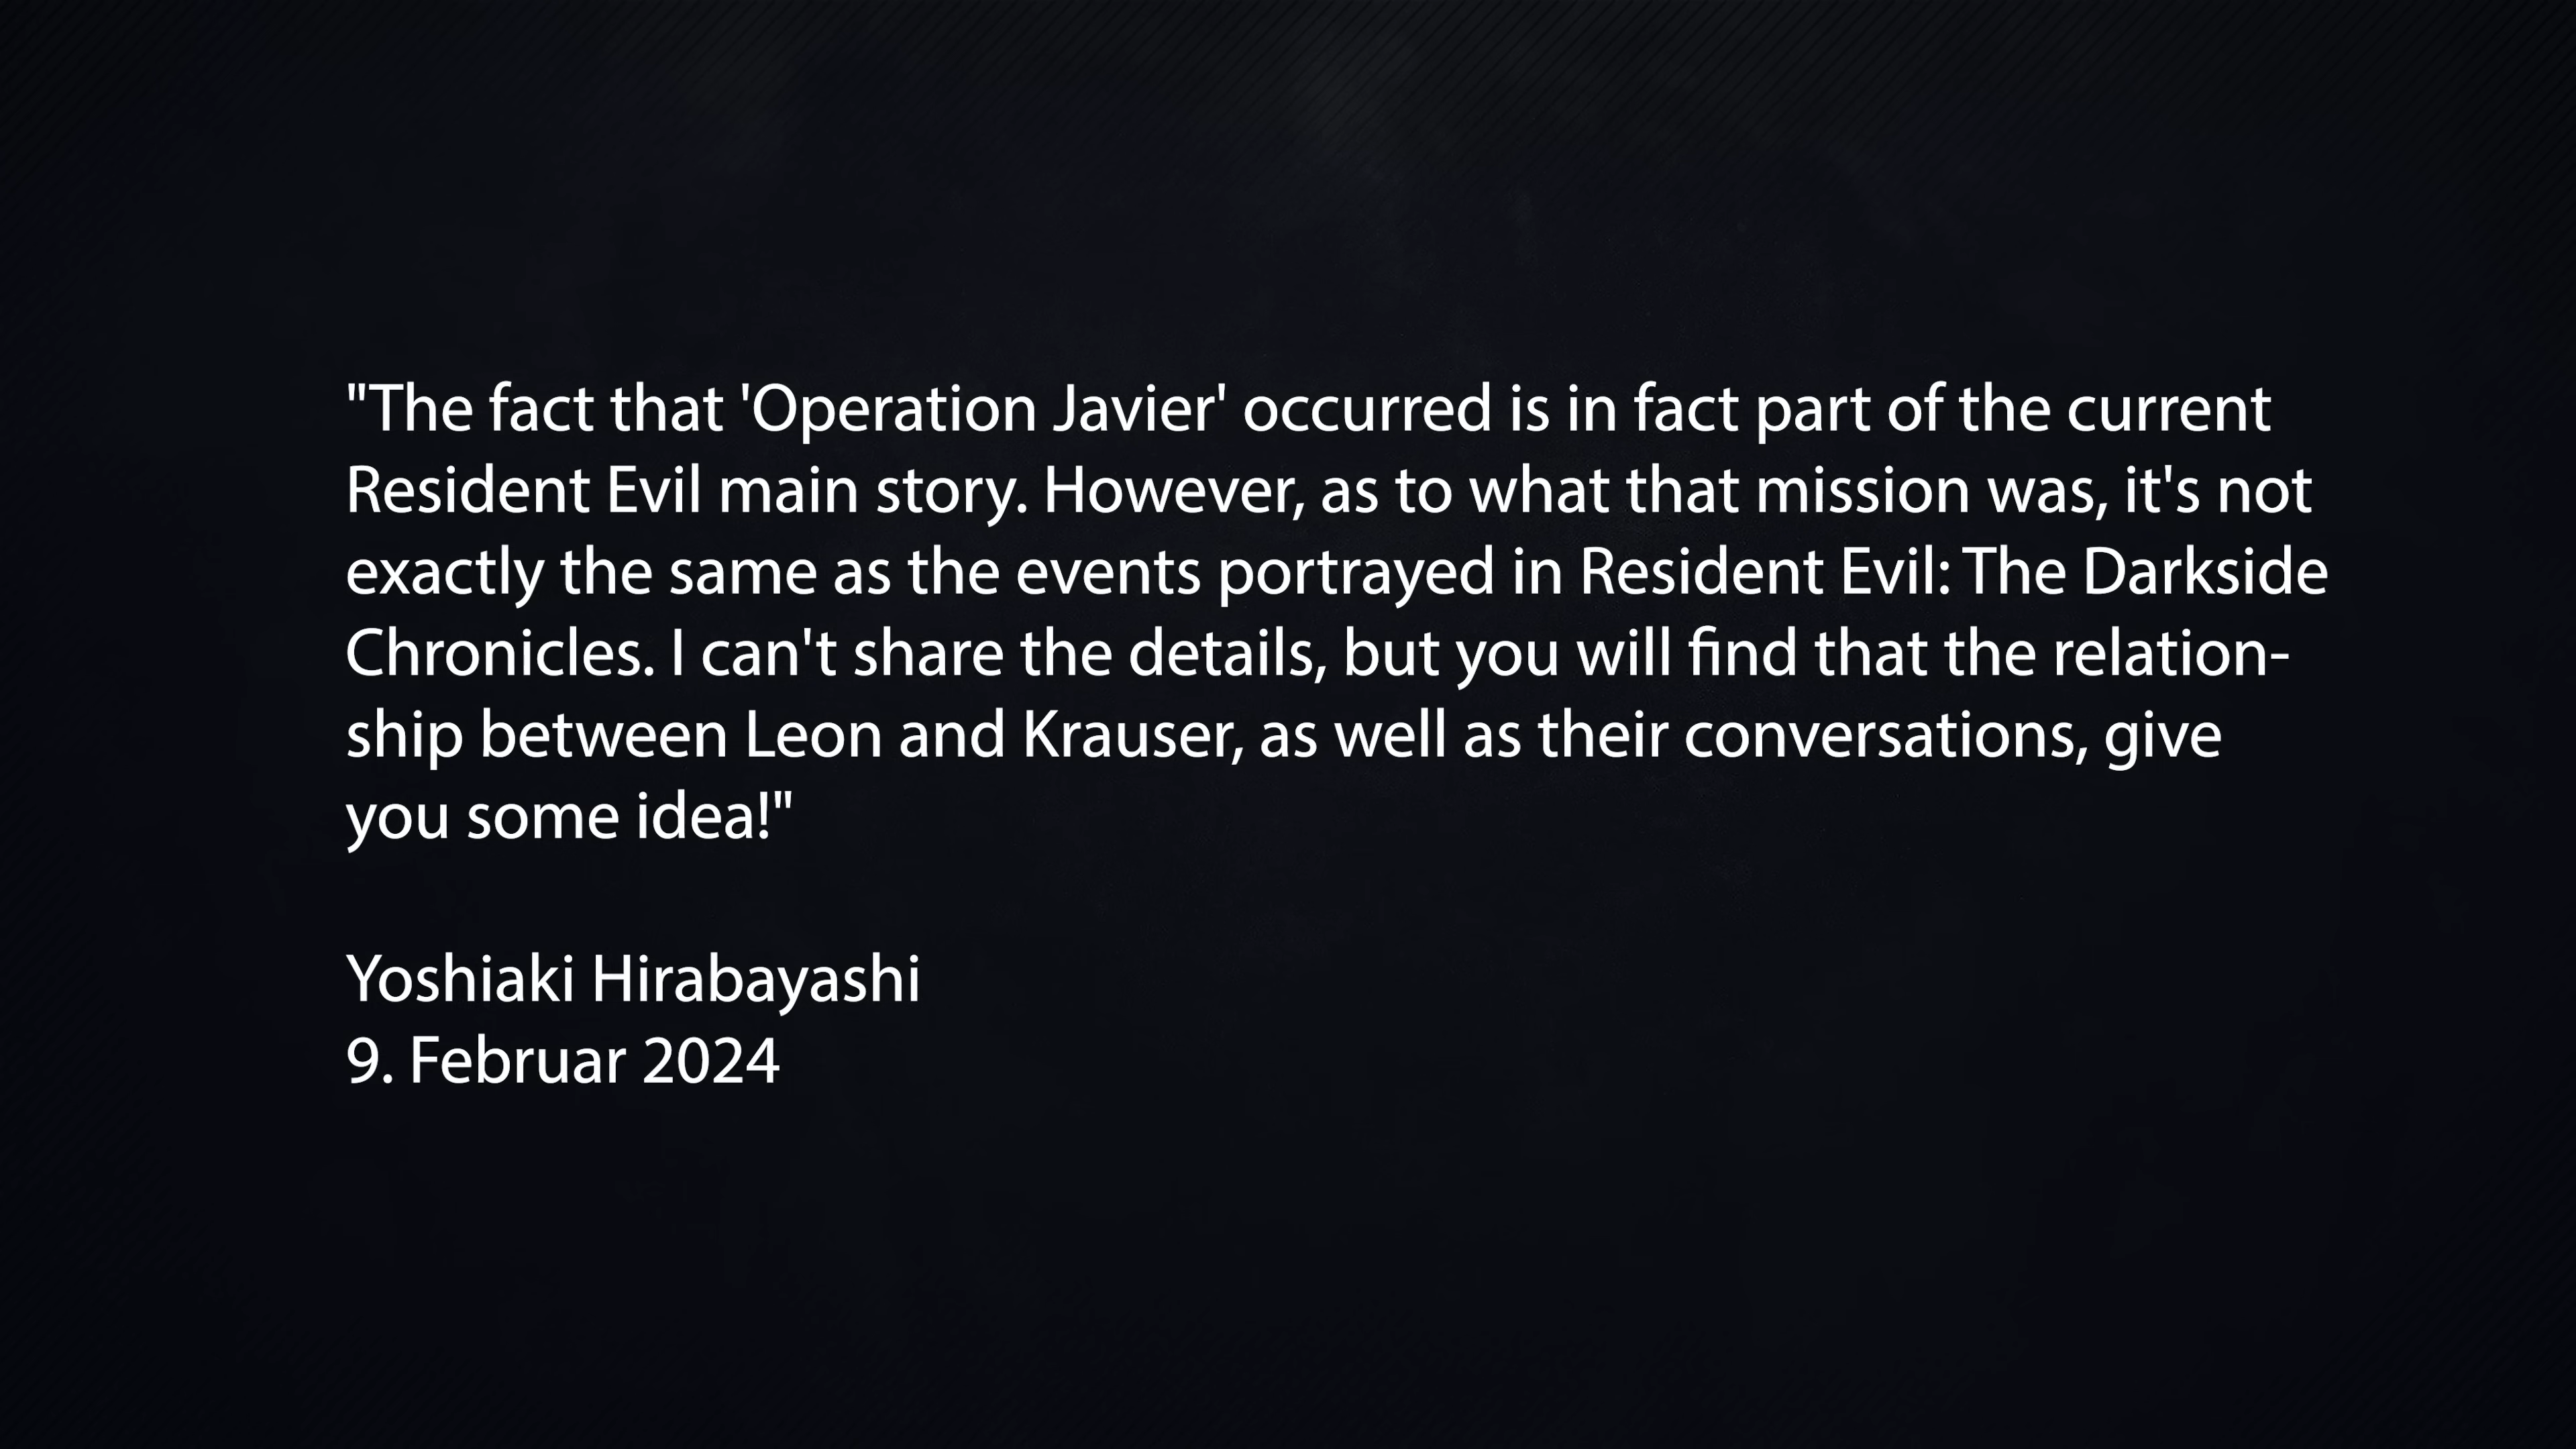 "The fact that 'Operation Javier' occurred is in fact part of the current
Resident Evil main story. However, as to what that mission was, it's not
exactly the same as the events portrayed in Resident Evil: The Darkside
Chronicles. I can't share the details, but you will find that the relation-
ship between Leon and Krauser, as well as their conversations, give
you some idea!"
Yoshiaki Hirabayashi
9. Februar 2024